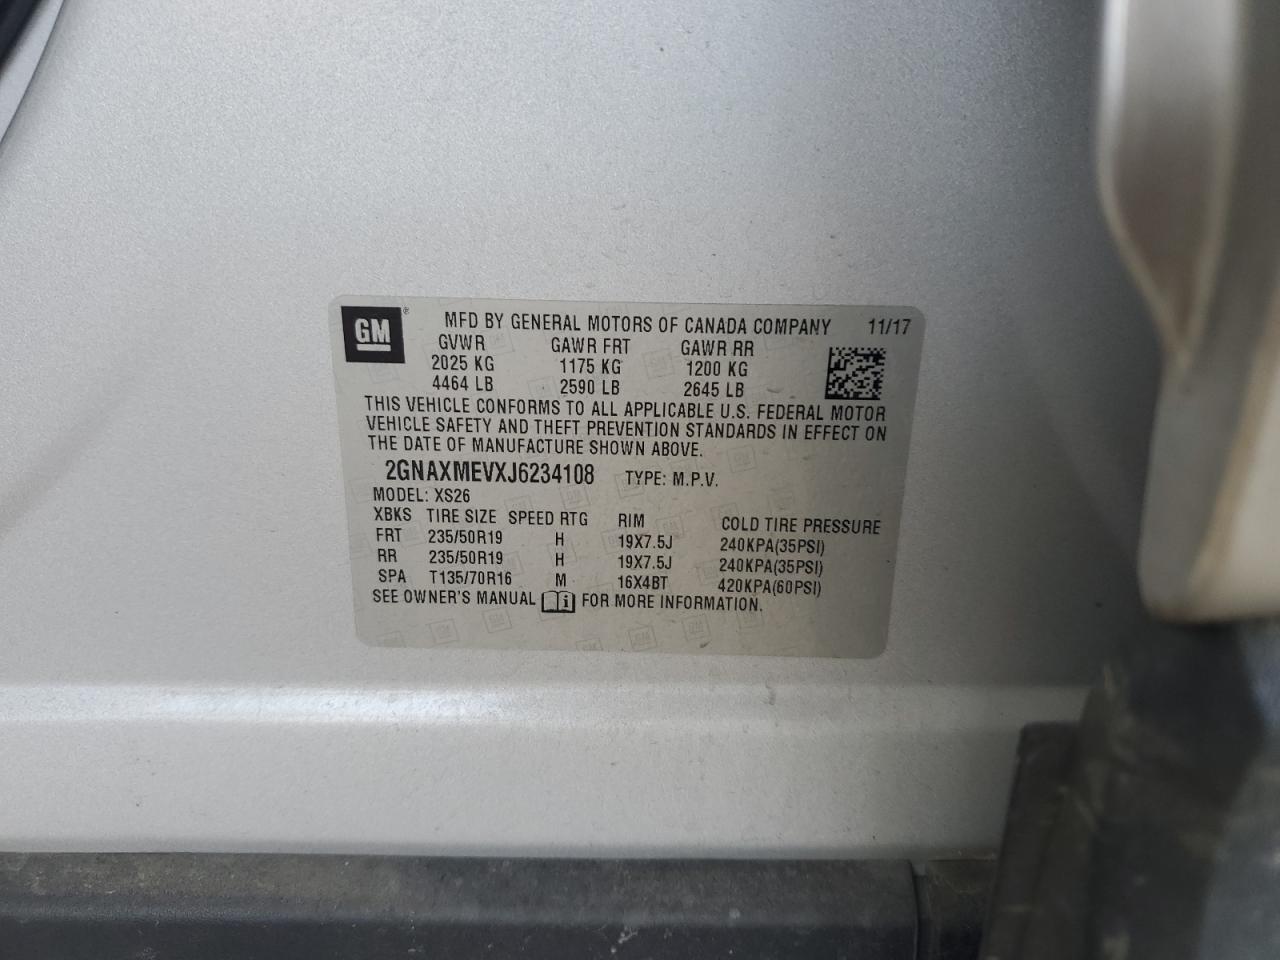 GM ® MFD BY GENERAL MOTORS OF CANADA COMPANY 11/17
GVWR GAWR FRT GAWR RR
2025 KG 1175 KG 1200 KG
4464 LB 2590 LB 2645 LB
THIS VEHICLE CONFORMS TO ALL APPLICABLE U.S. FEDERAL MOTOR
VEHICLE SAFETY AND THEFT PREVENTION STANDARDS IN EFFECT ON
THE DATE OF MANUFACTURE SHOWN ABOVE.
2GNAXMEVXJ6234108 TYPE: M.P.V.
MODEL: XS26
XBKS TIRE SIZE SPEED RTG RIM COLD TIRE PRESSURE
FRT 235/50R19 H 19X7.5J 240KPA(35PSI)
RR 235/50R19 H 19X7.5J 240KPA(35PSI)
SPA T135/70R16 M 16X4BT 420KPA(60PSI)
SEE OWNER'S MANUAL i FOR MORE INFORMATION.